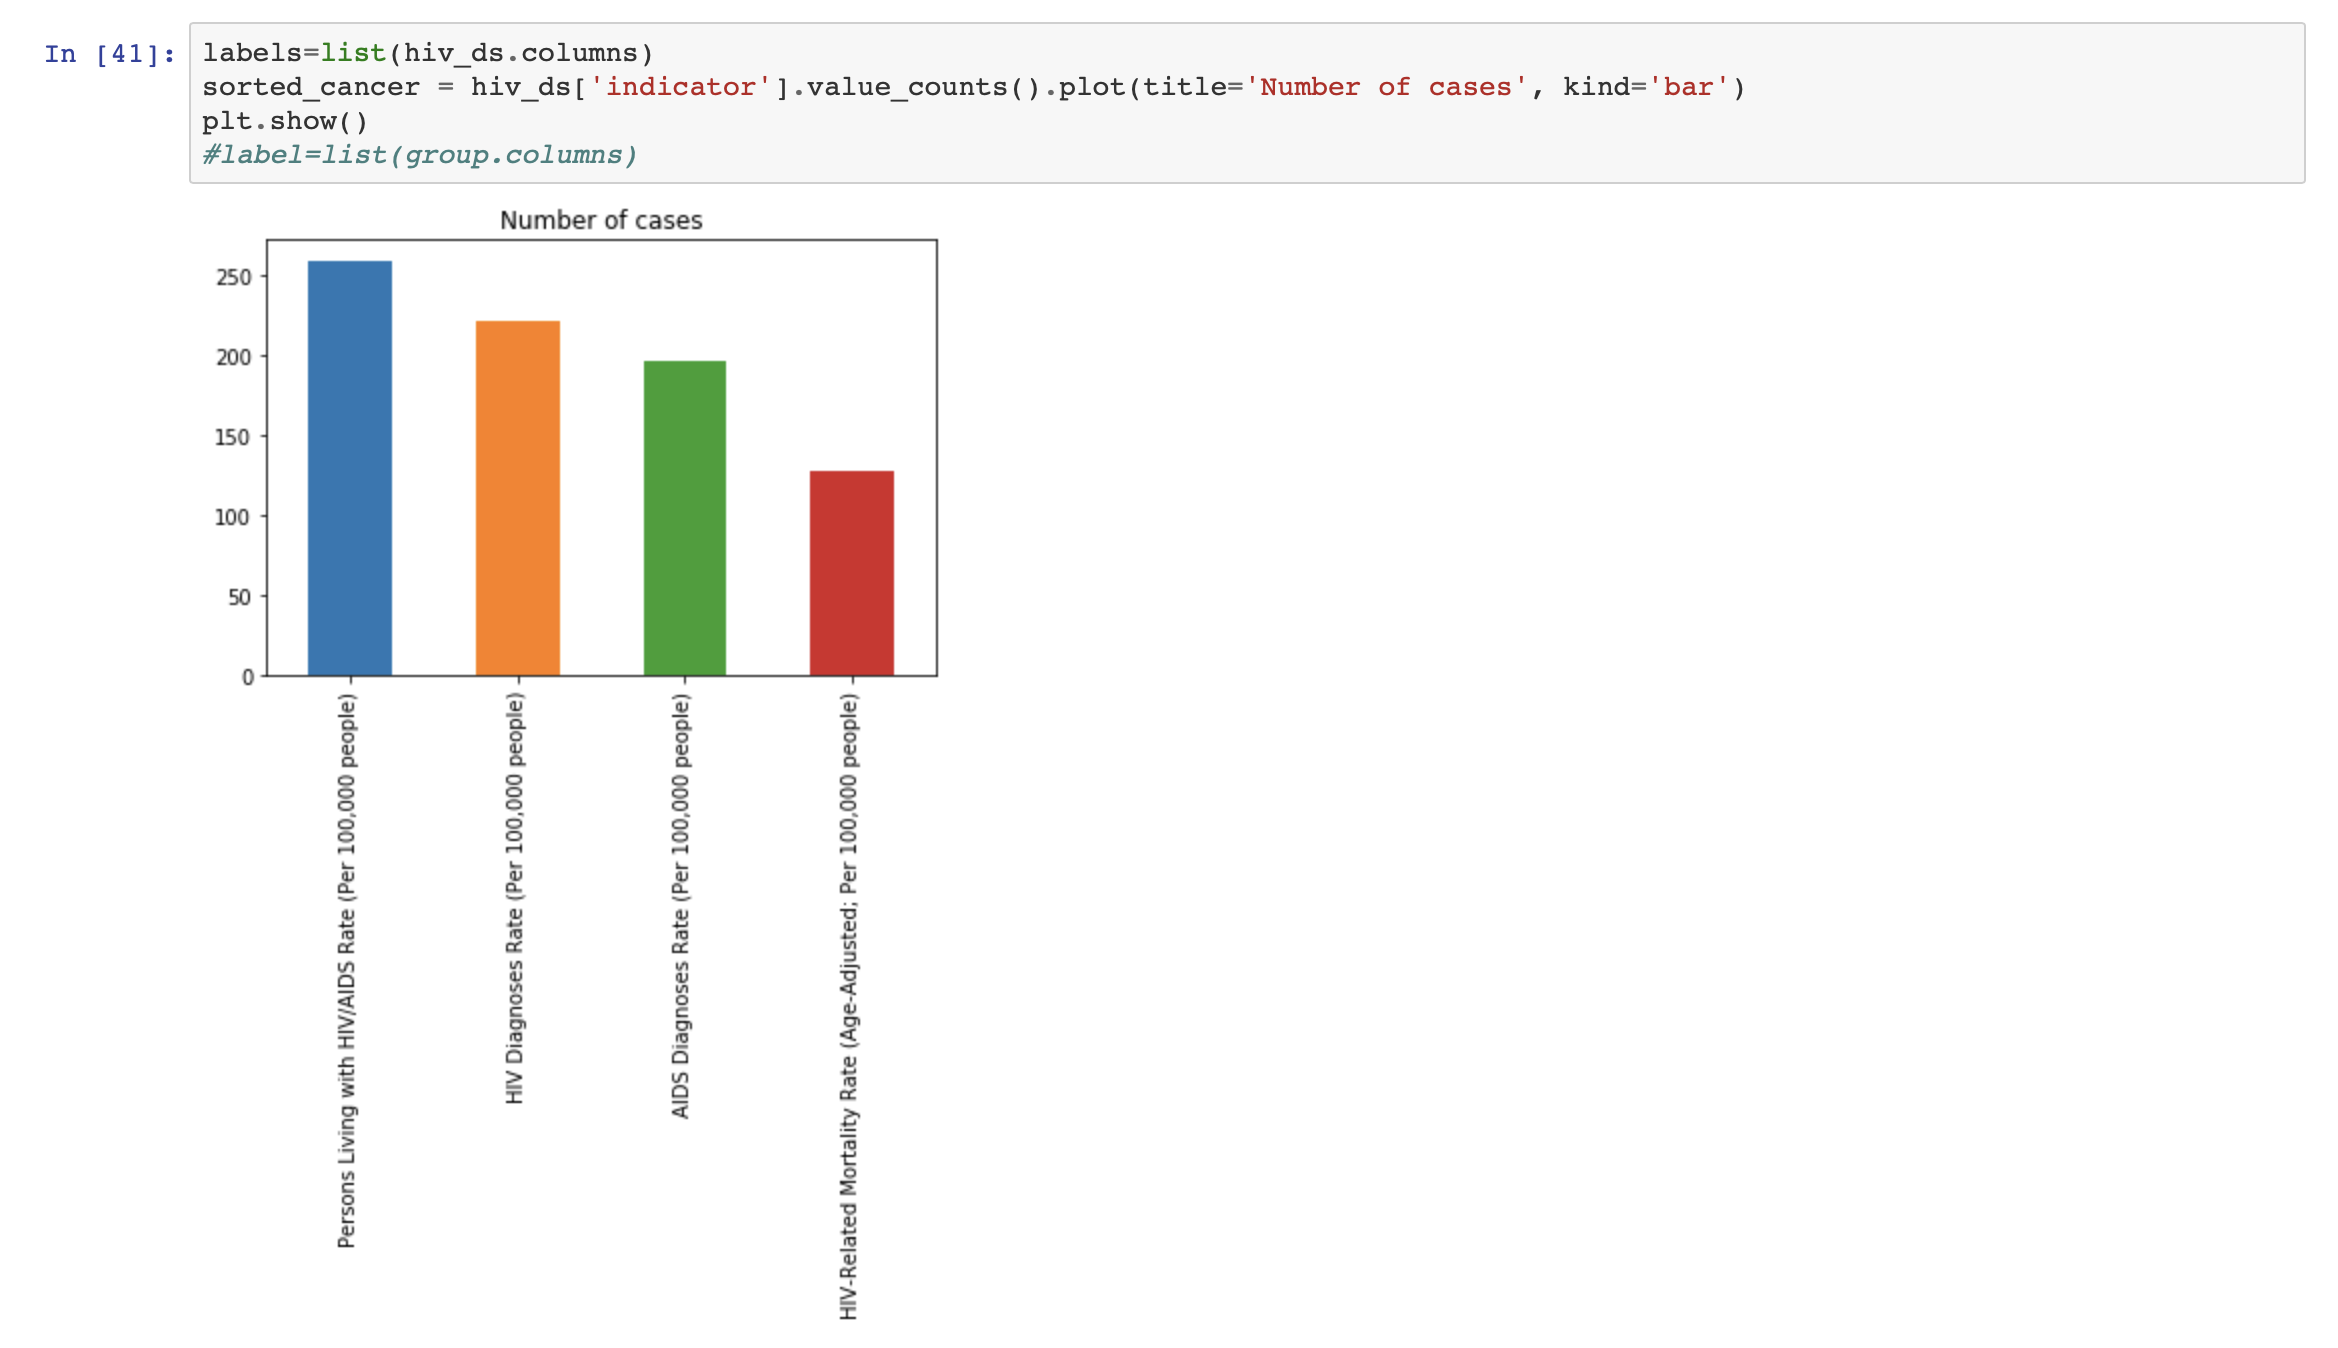 In [41]:
labels=list(hiv_ds.columns)
sorted_cancer = hiv_ds['indicator'].value_counts().plot(title='Number of cases', kind='bar')
plt.show()
#label=list(group.columns)
Number of cases
250
200
150
100
50
0
Persons Living with HIV/AIDS Rate (Per 100,000 people)
HIV Diagnoses Rate (Per 100,000 people)
AIDS Diagnoses Rate (Per 100,000 people)
HIV-Related Mortality Rate (Age-Adjusted; Per 100,000 people)